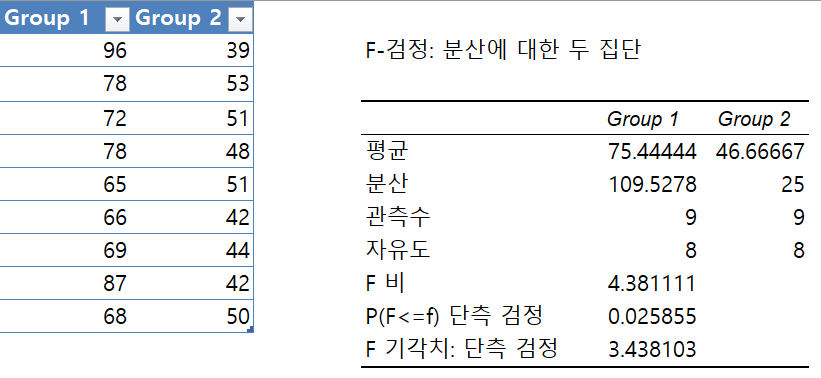 Group 1 Group 2
96 39
78 53
72 51
78 48
65 51
66 42
69 44
87 42
68 50
F-검정: 분산에 대한 두 집단
Group 1 Group 2
평균 75.44444 46.66667
분산 109.5278 25
관측수 9 9
자유도 8 8
F 비 4.381111
P(F<=f) 단측 검정 0.025855
F 기각치: 단측 검정 3.438103